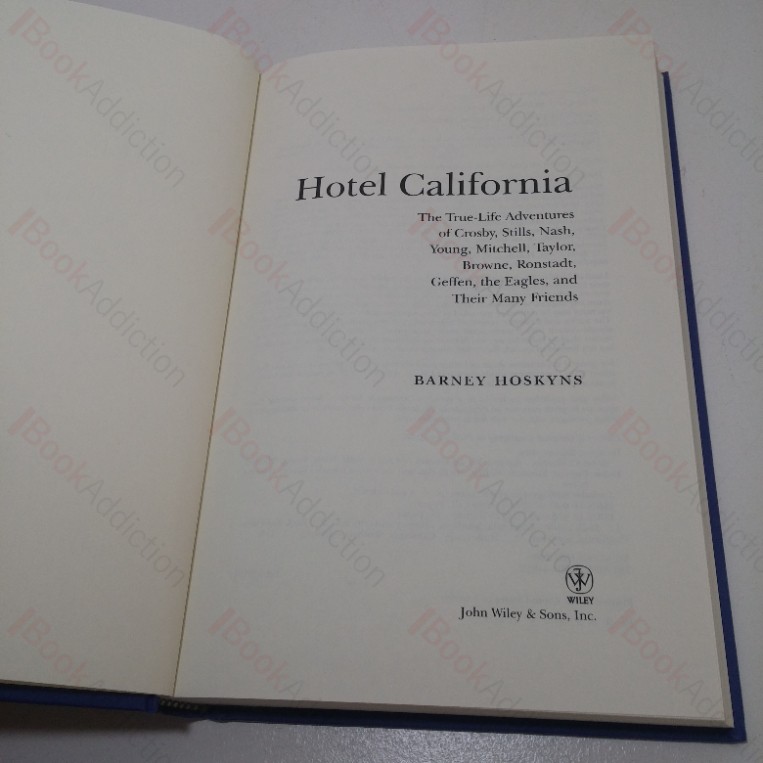 Hotel California
The True-Life Adventures
of Crosby, Stills, Nash,
Young, Mitchell, Taylor,
Browne, Ronstadt,
Geffen, the Eagles, and
Their Many Friends
BARNEY HOSKYNS
WILEY
John Wiley & Sons, Inc.
BookAddiction